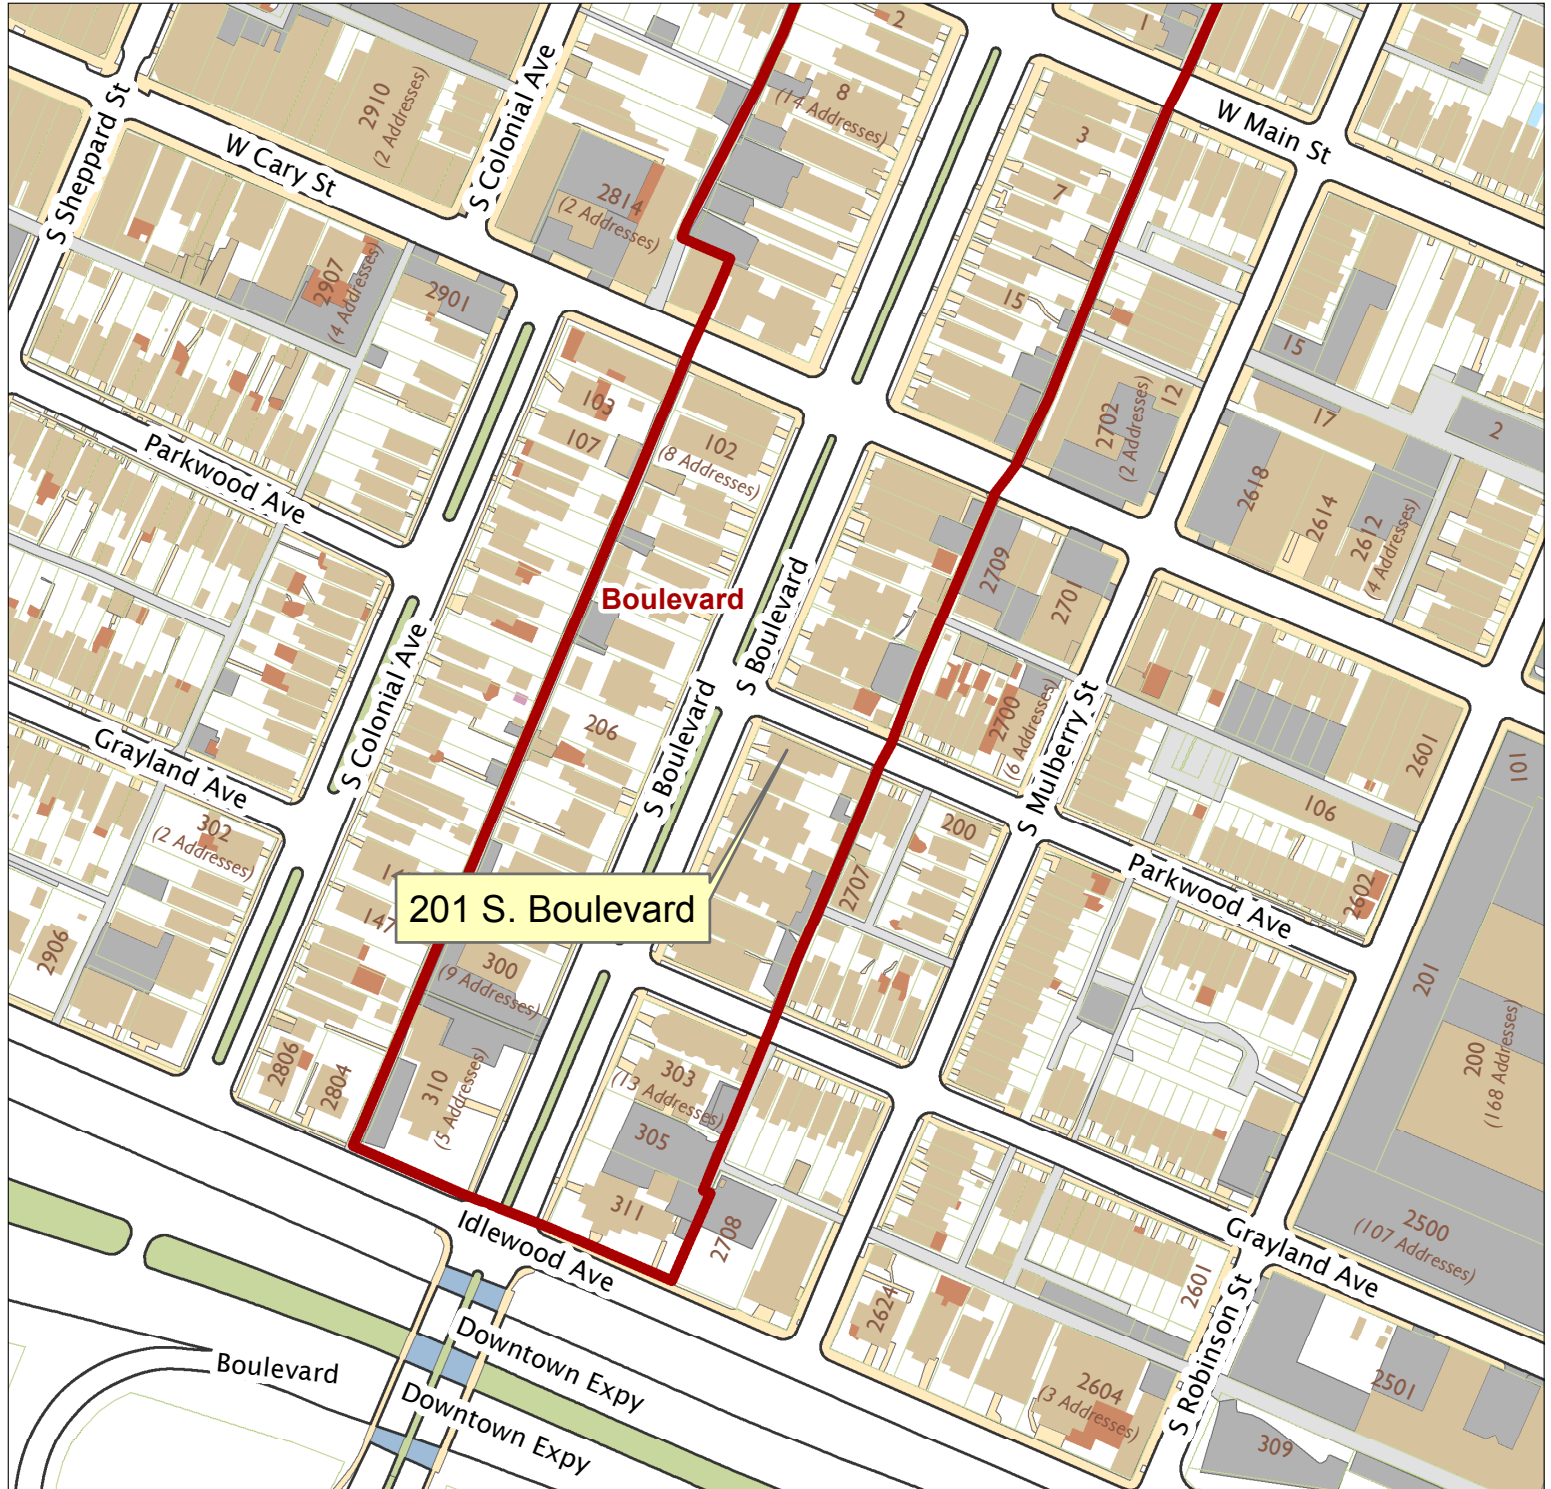 2
1
S Colonial Ave
8
(14 Addresses)
2910
(2 Addresses)
S Sheppard St
W Cary St
W Main St
3
7
2814
(2 Addresses)
2907
(4 Addresses)
2901
15
15
103
107
102
(8 Addresses)
2702
(2 Addresses)
12
17
2
2618
2614
2612
(4 Addresses)
Parkwood Ave
2709
2701
Boulevard
S Boulevard
S Colonial Ave
S Boulevard
206
2700
(6 Addresses)
S Mulberry St
2601
101
106
Grayland Ave
302
(2 Addresses)
200
2707
Parkwood Ave
2602
14
147
201 S. Boulevard
2906
300
(9 Addresses)
201
200
(168 Addresses)
2806
2804
310
(5 Addresses)
303
(13 Addresses)
305
311
2708
Idlewood Ave
2500
(107 Addresses)
Grayland Ave
2601
2624
S Robinson St
Downtown Expy
Boulevard
Downtown Expy
2604
(3 Addresses)
2501
309